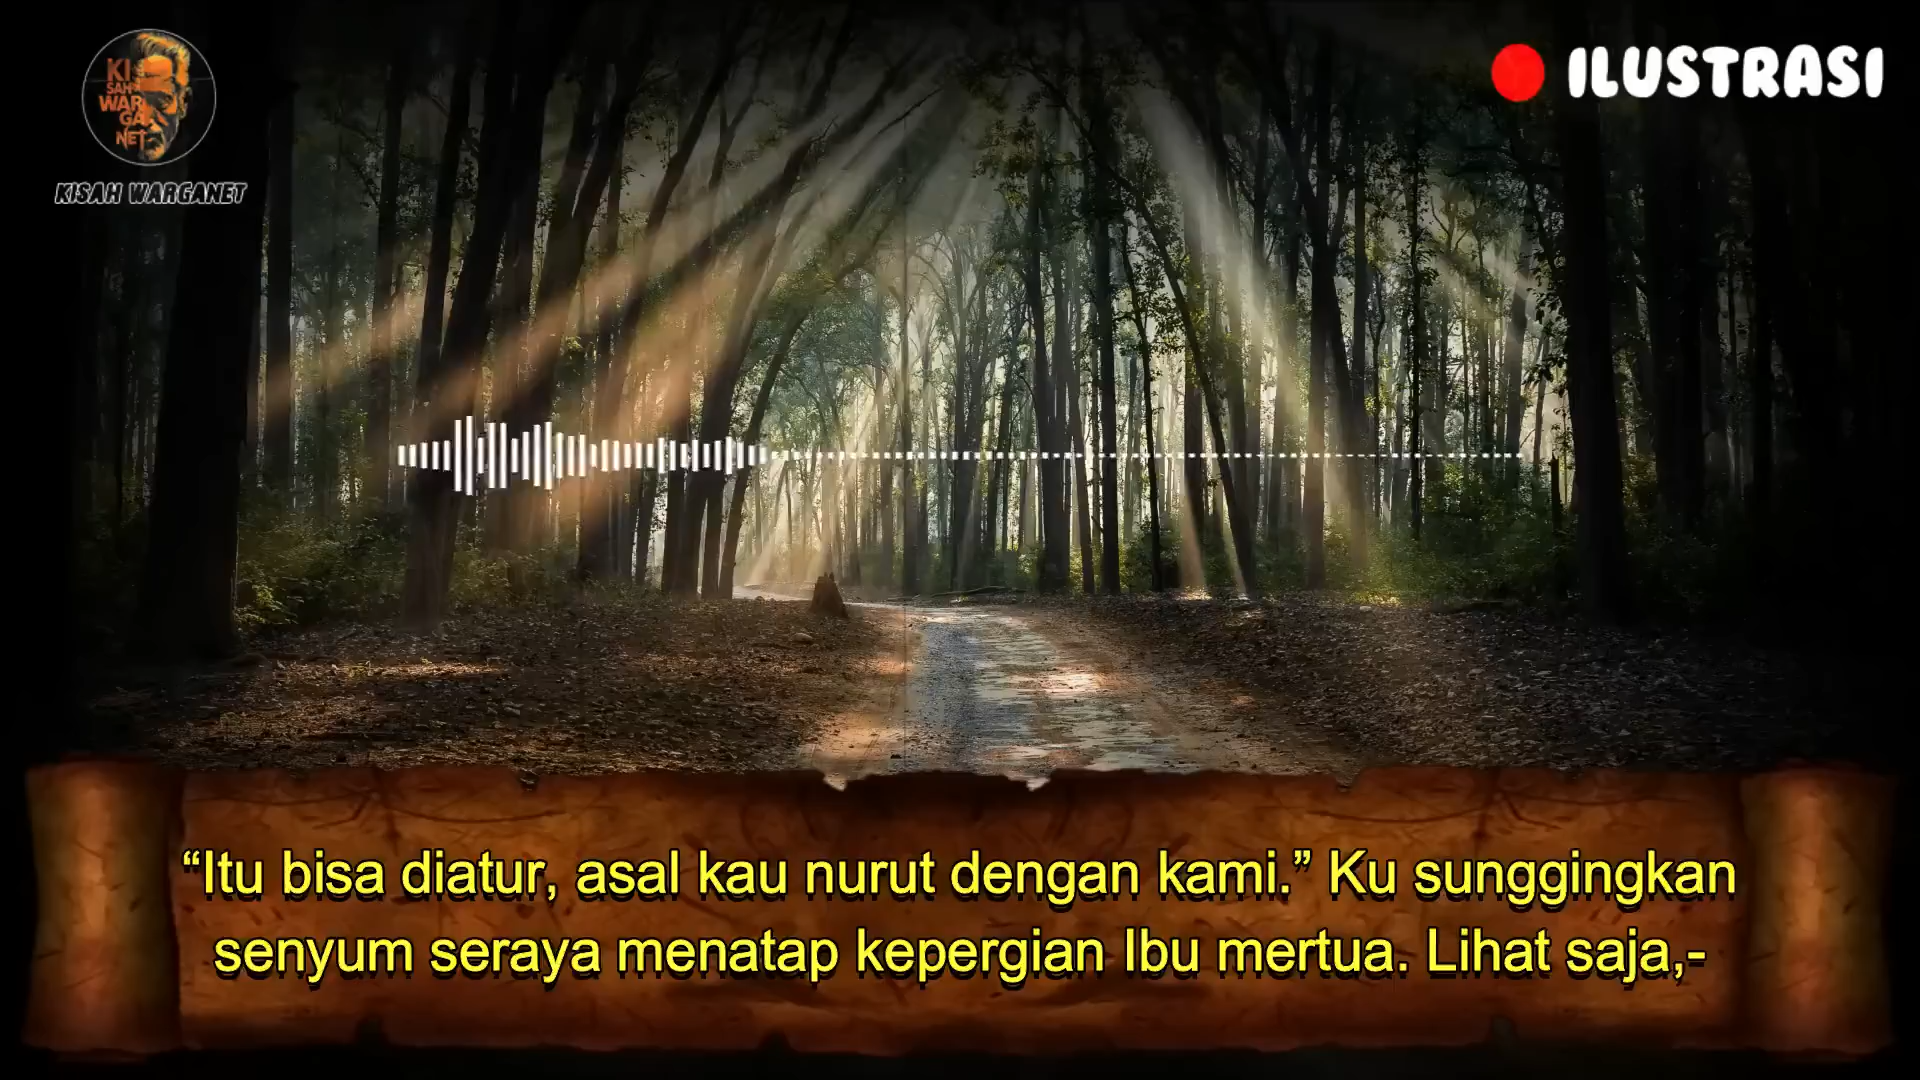 KI
SAH
WAR
GA
NET
KISAH WARGANET
ILUSTRASI
“Itu bisa diatur, asal kau nurut dengan kami.” Ku sunggingkan
senyum seraya menatap kepergian Ibu mertua. Lihat saja,-